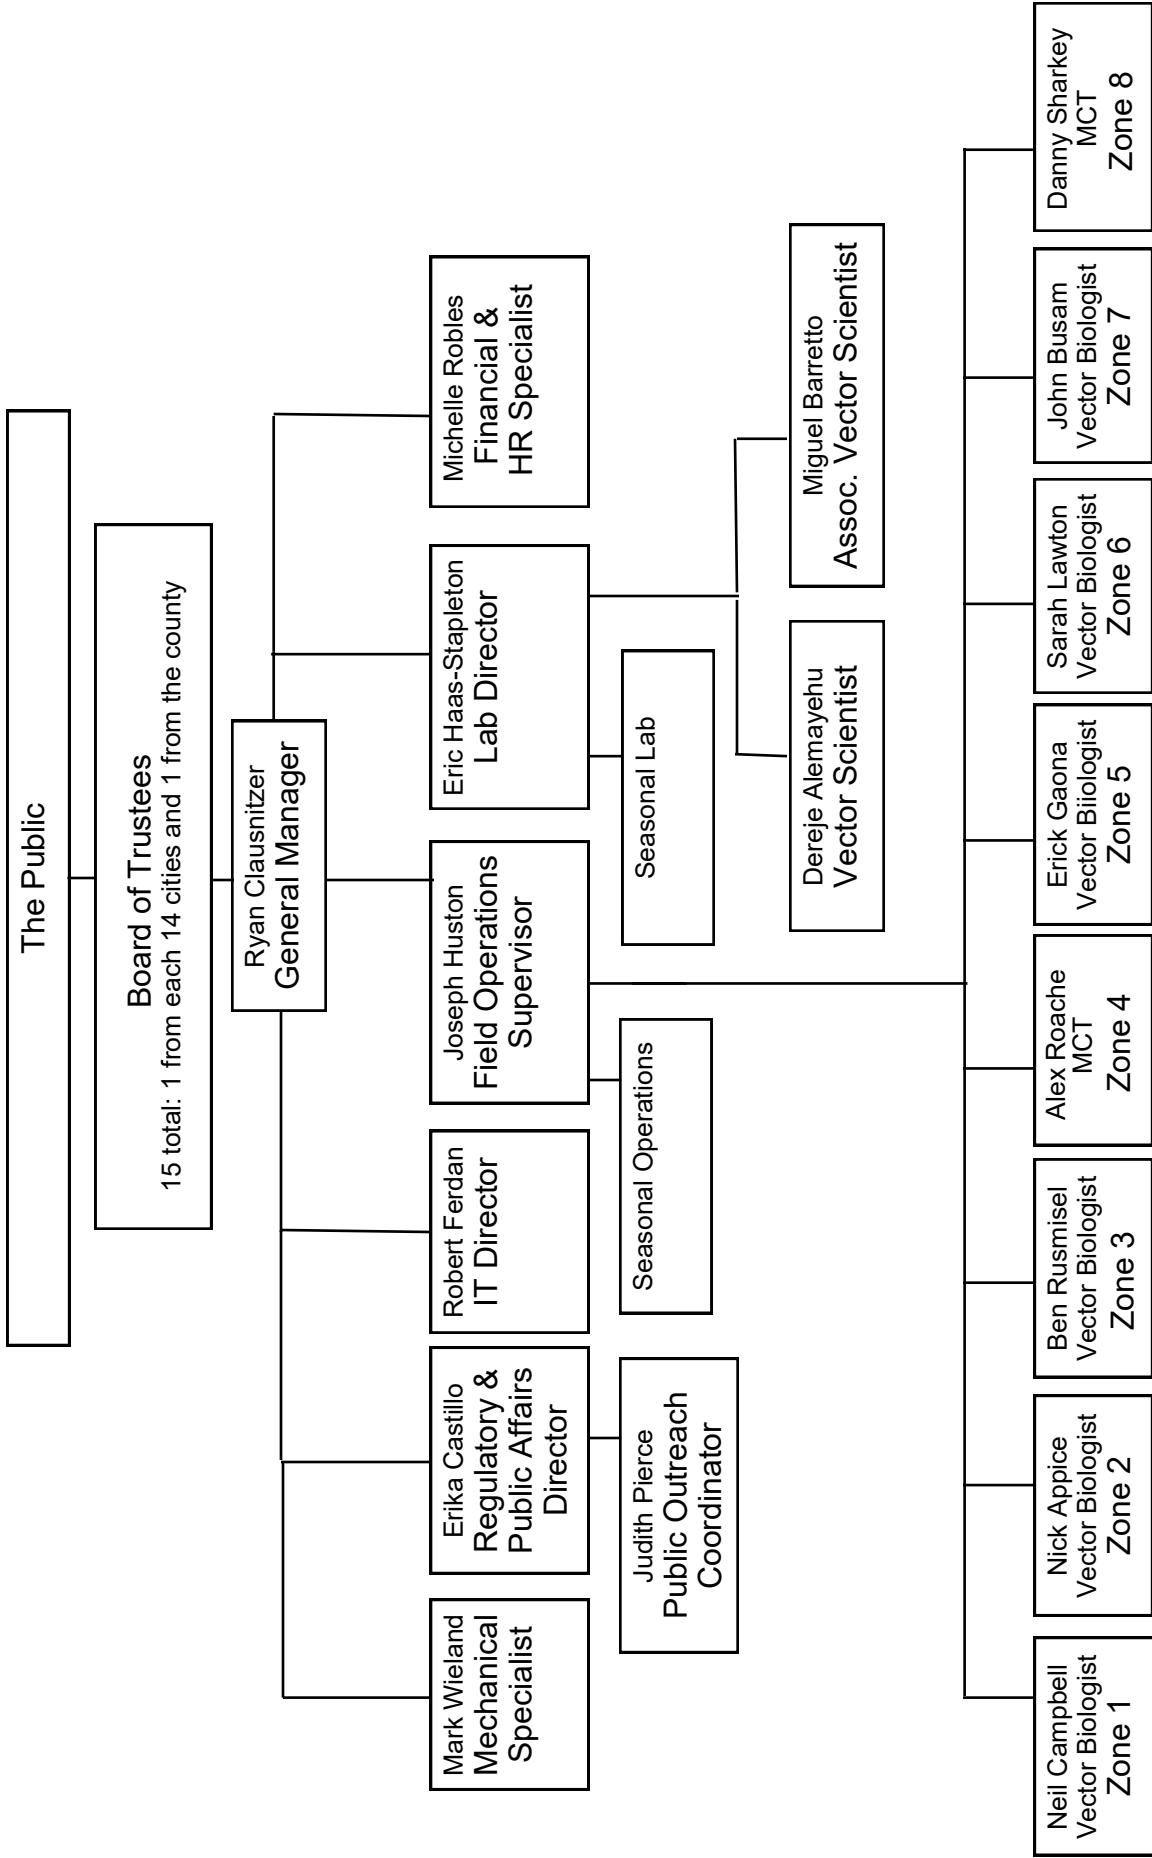 The Public
Board of Trustees
15 total: 1 from each 14 cities and 1 from the county
Ryan Clausnitzer
General Manager
Mark Wieland
Mechanical
Specialist
Erika Castillo
Regulatory &
Public Affairs
Director
Robert Ferdan
IT Director
Joseph Huston
Field Operations
Supervisor
Eric Haas-Stapleton
Lab Director
Michelle Robles
Financial &
HR Specialist
Judith Pierce
Public Outreach
Coordinator
Seasonal Operations
Seasonal Lab
Dereje Alemayehu
Vector Scientist
Miguel Barretto
Assoc. Vector Scientist
Neil Campbell
Vector Biologist
Zone 1
Nick Appice
Vector Biologist
Zone 2
Ben Rusmisel
Vector Biologist
Zone 3
Alex Roache
MCT
Zone 4
Erick Gaona
Vector Biiologist
Zone 5
Sarah Lawton
Vector Biologist
Zone 6
John Busam
Vector Biologist
Zone 7
Danny Sharkey
MCT
Zone 8